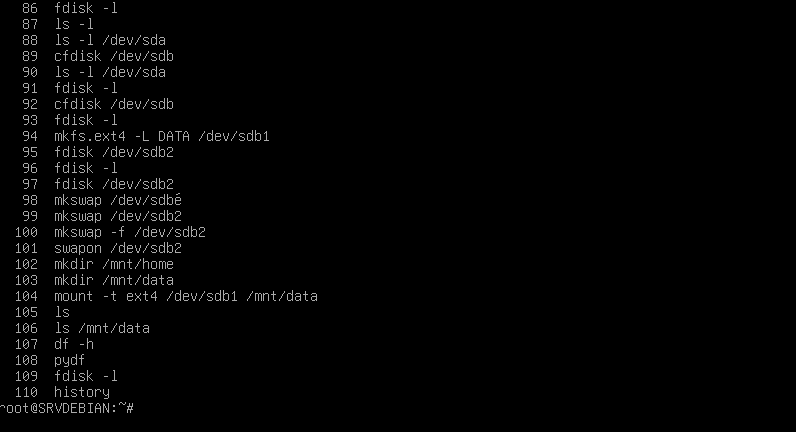 86 fdisk -l
87 ls -l
88 ls -l /dev/sda
89 cfdisk /dev/sdb
90 ls -l /dev/sda
91 fdisk -l
92 cfdisk /dev/sdb
93 fdisk -l
94 mkfs.ext4 -L DATA /dev/sdb1
95 fdisk /dev/sdb2
96 fdisk -l
97 fdisk /dev/sdb2
98 mkswap /dev/sdbé
99 mkswap /dev/sdb2
100 mkswap -f /dev/sdb2
101 swapon /dev/sdb2
102 mkdir /mnt/home
103 mkdir /mnt/data
104 mount -t ext4 /dev/sdb1 /mnt/data
105 ls
106 ls /mnt/data
107 df -h
108 pydf
109 fdisk -l
110 history
root@SRVDEBIAN:~#